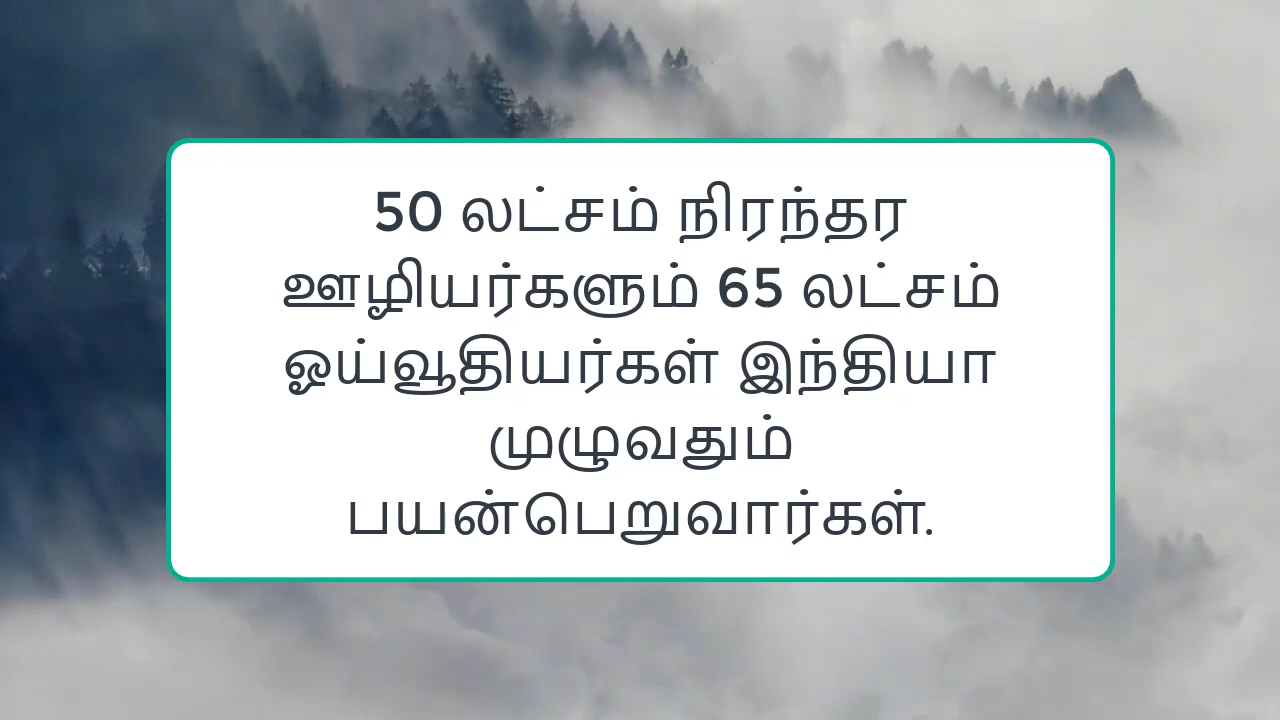 50 லட்சம் நிரந்தர
ஊழியர்களும் 65 லட்சம்
ஓய்வூதியர்கள் இந்தியா
முழுவதும்
பயன்பெறுவார்கள்.